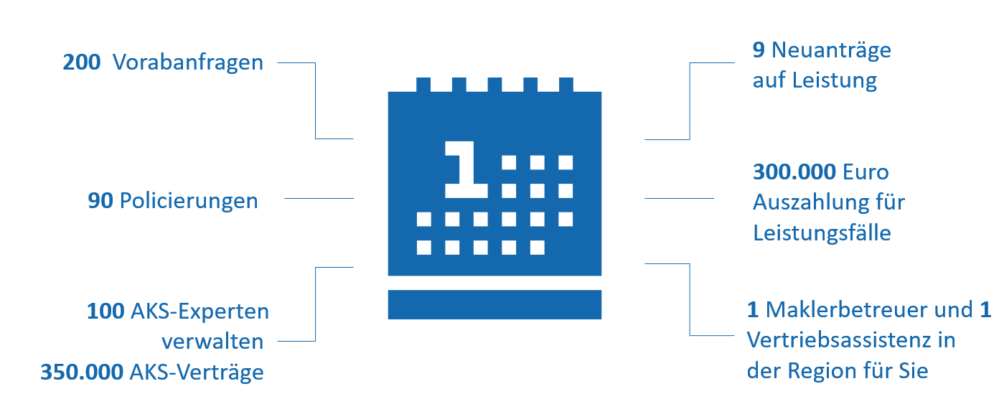 200 Vorabanfragen
90 Policierungen
100 AKS-Experten
verwalten
350.000 AKS-Verträge
1
9 Neuanträge
auf Leistung
300.000 Euro
Auszahlung für
Leistungsfälle
1 Maklerbetreuer und 1
Vertriebsassistenz in
der Region für Sie